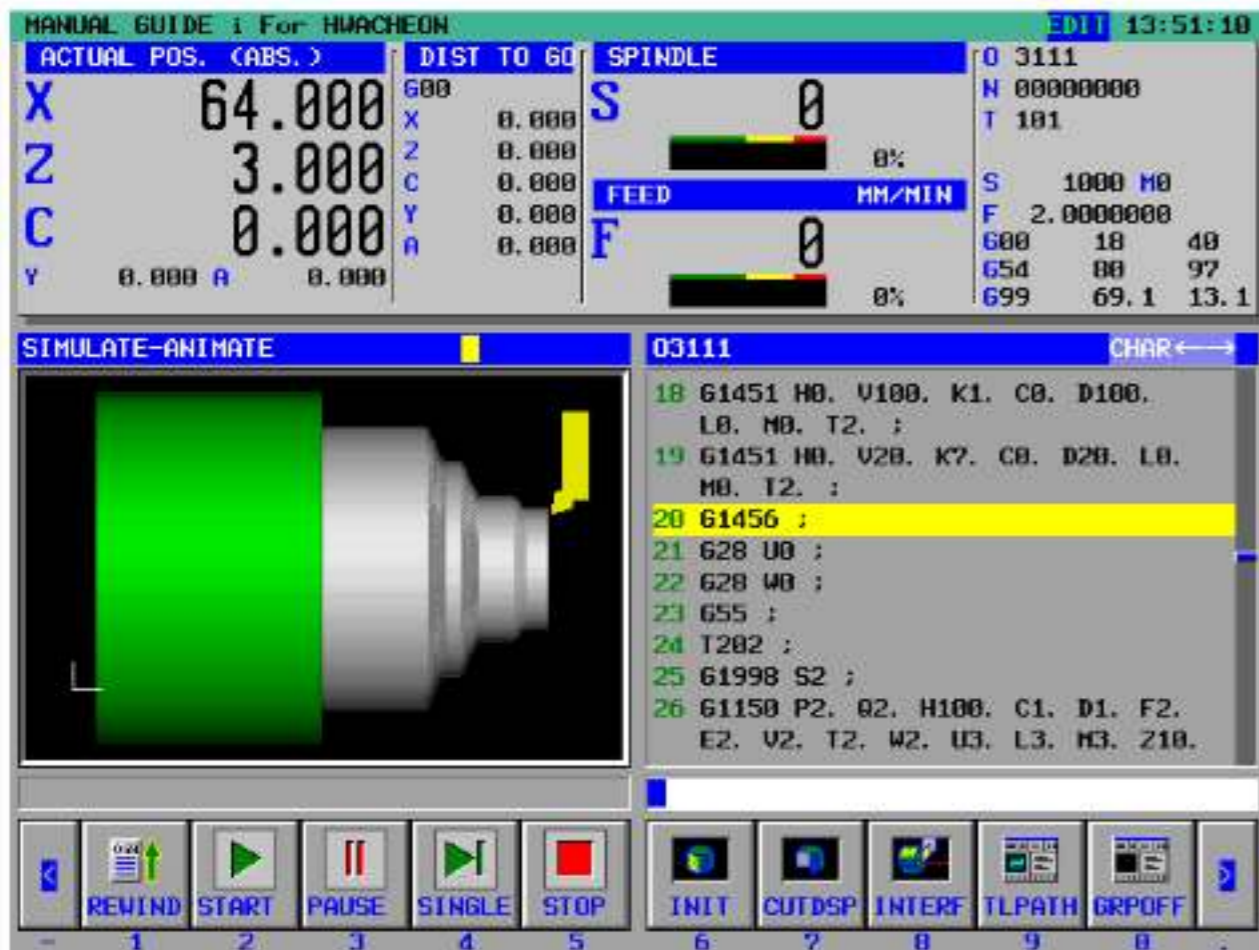 MANUAL GUIDE i For HWACHEON EDIT 13:51:10
ACTUAL POS. (ABS.) DIST TO GO SPINDLE O 3111
X 64.000 G00 S 0 N 00000000
X 0.000 T 101
Z 3.000 Z 0.000 0%
C 0.000 FEED MM/MIN S 1000 M0
C 0.000 Y 0.000 F 0 F 2.0000000
A 0.000 G00 18 40
Y 0.000 A 0.000 G54 80 97
0% G99 69.1 13.1
SIMULATE-ANIMATE O3111 CHAR←→
18 G1451 H0. V100. K1. C0. D100.
L0. M0. T2. ;
19 G1451 H0. V20. K7. C0. D20. L0.
M0. T2. ;
20 G1456 ;
21 G28 U0 ;
22 G28 W0 ;
23 G55 ;
24 T202 ;
25 G1998 S2 ;
26 G1150 P2. Q2. H100. C1. D1. F2.
E2. V2. T2. W2. U3. L3. M3. Z10.
< REWIND START PAUSE SINGLE STOP INIT CUTDSP INTERF TLPATH GRPOFF >
- 1 2 3 4 5 6 7 8 9 0 .